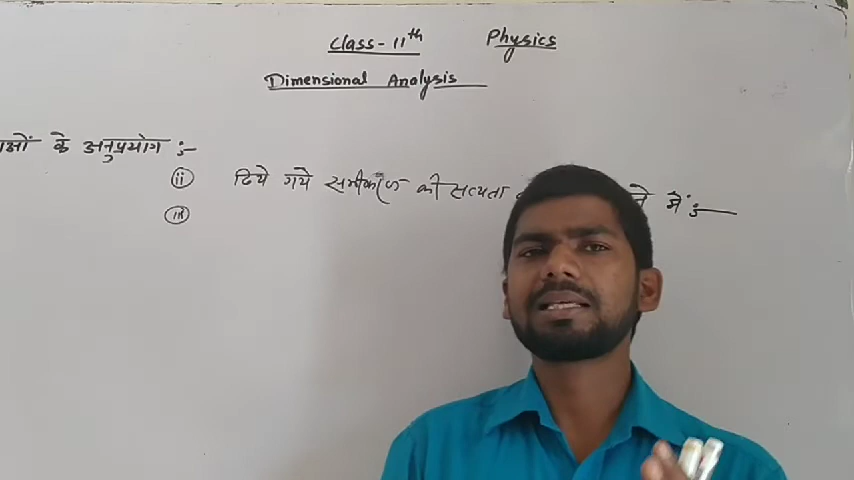 Class - 11th Physics
Dimensional Analysis
के अनुप्रयोग :-
(ii) दिये गये समीकरण की सत्यता में :-
(iii)